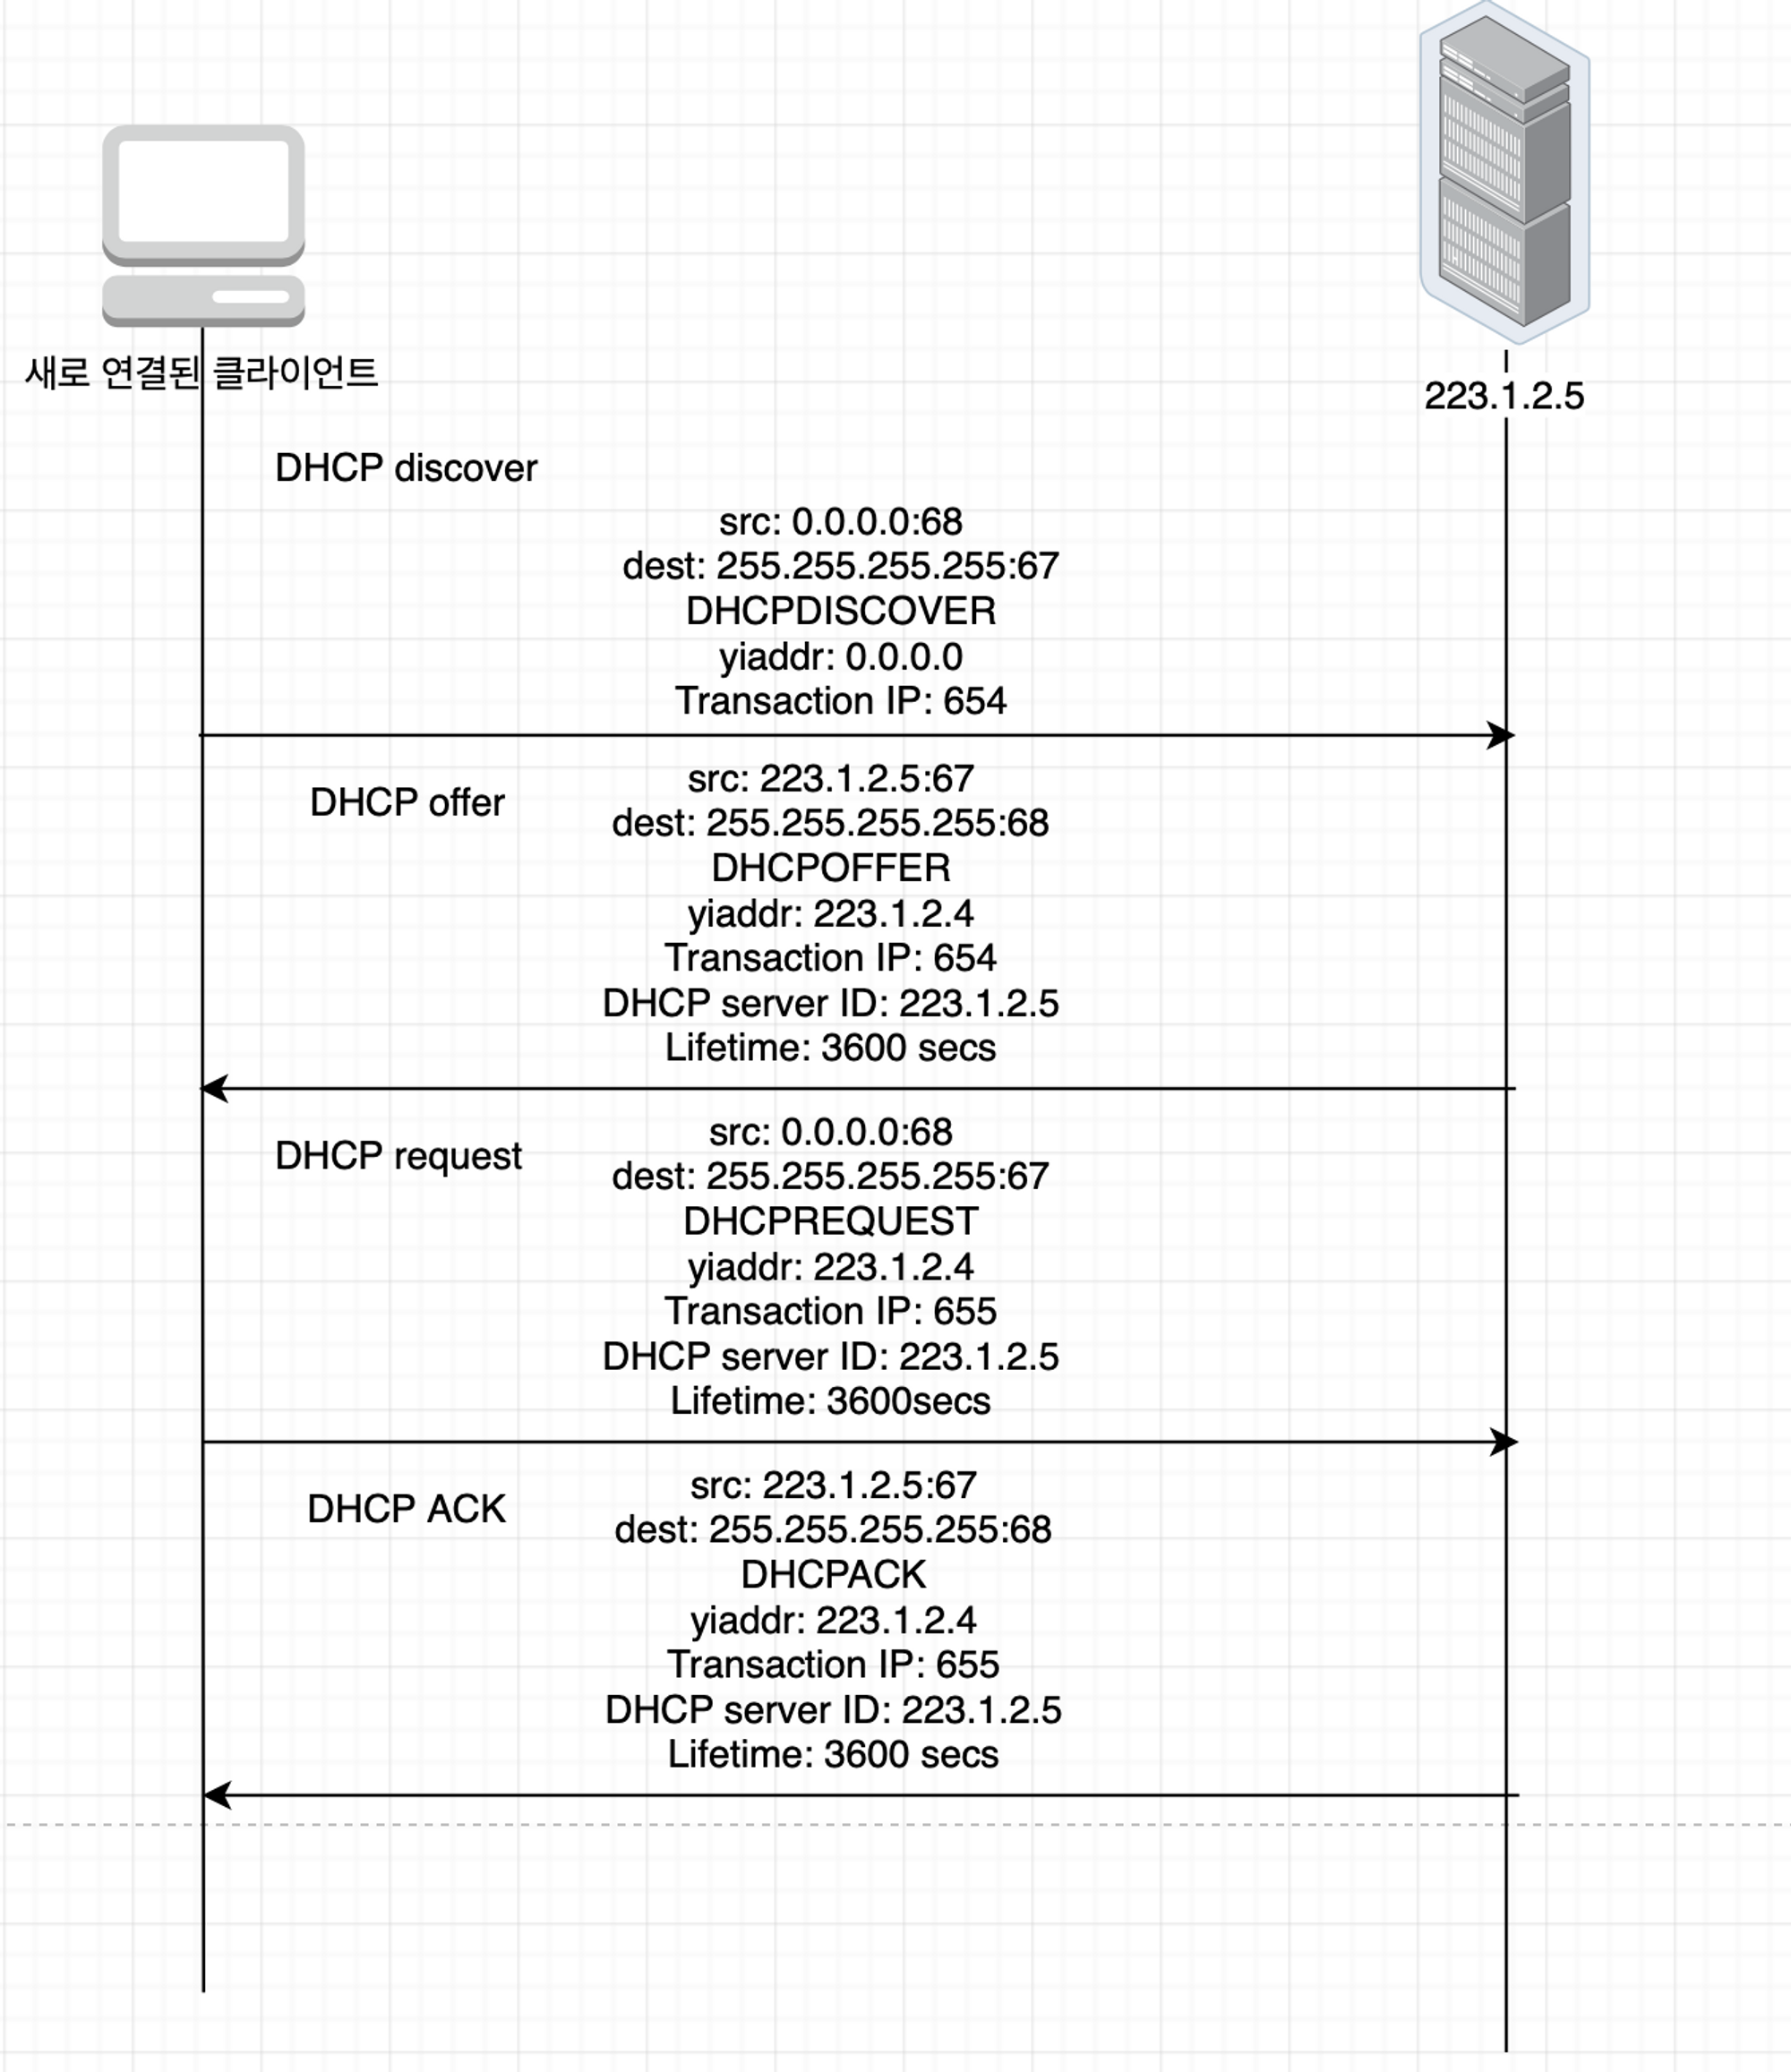 새로 연결된 클라이언트
223.1.2.5
DHCP discover
src: 0.0.0.0:68
dest: 255.255.255.255:67
DHCPDISCOVER
yiaddr: 0.0.0.0
Transaction IP: 654
DHCP offer
src: 223.1.2.5:67
dest: 255.255.255.255:68
DHCPOFFER
yiaddr: 223.1.2.4
Transaction IP: 654
DHCP server ID: 223.1.2.5
Lifetime: 3600 secs
DHCP request
src: 0.0.0.0:68
dest: 255.255.255.255:67
DHCPREQUEST
yiaddr: 223.1.2.4
Transaction IP: 655
DHCP server ID: 223.1.2.5
Lifetime: 3600secs
DHCP ACK
src: 223.1.2.5:67
dest: 255.255.255.255:68
DHCPACK
yiaddr: 223.1.2.4
Transaction IP: 655
DHCP server ID: 223.1.2.5
Lifetime: 3600 secs